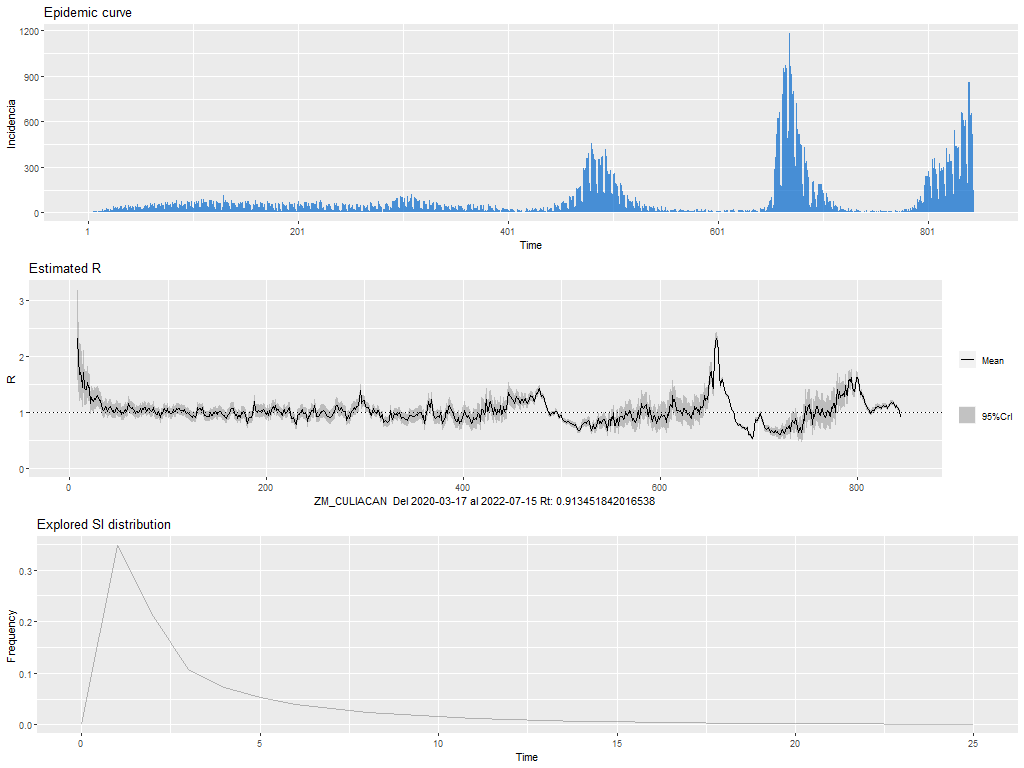 Epidemic curve
1200
900
600
300
0
Incidencia
1 201 401 601 801
Time
Estimated R
3
2
1
0
R
Mean
95%CrI
0 200 400 600 800
ZM_CULIACAN Del 2020-03-17 al 2022-07-15 Rt: 0.913451842016538
Explored SI distribution
0.3
0.2
0.1
0.0
Frequency
0 5 10 15 20 25
Time